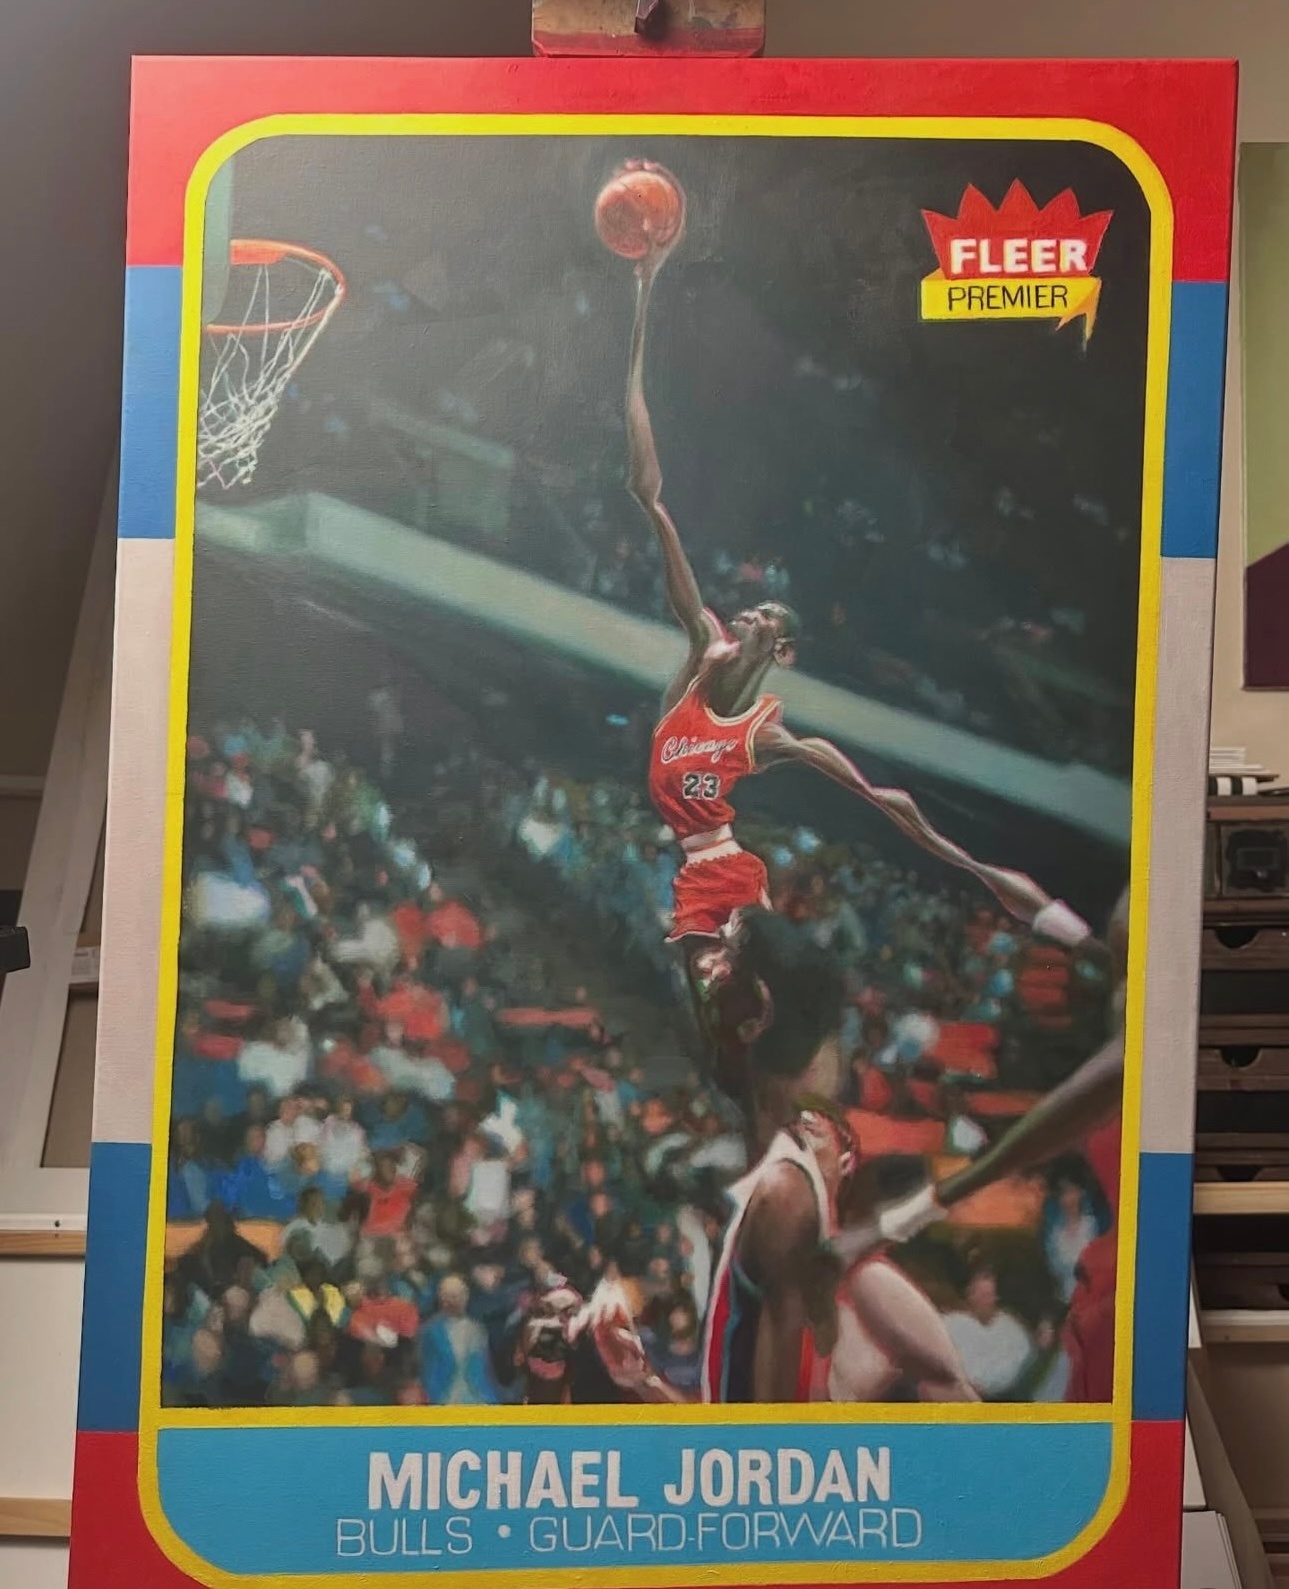 FLEER
PREMIER
Chicago
23
MICHAEL JORDAN
BULLS • GUARD-FORWARD